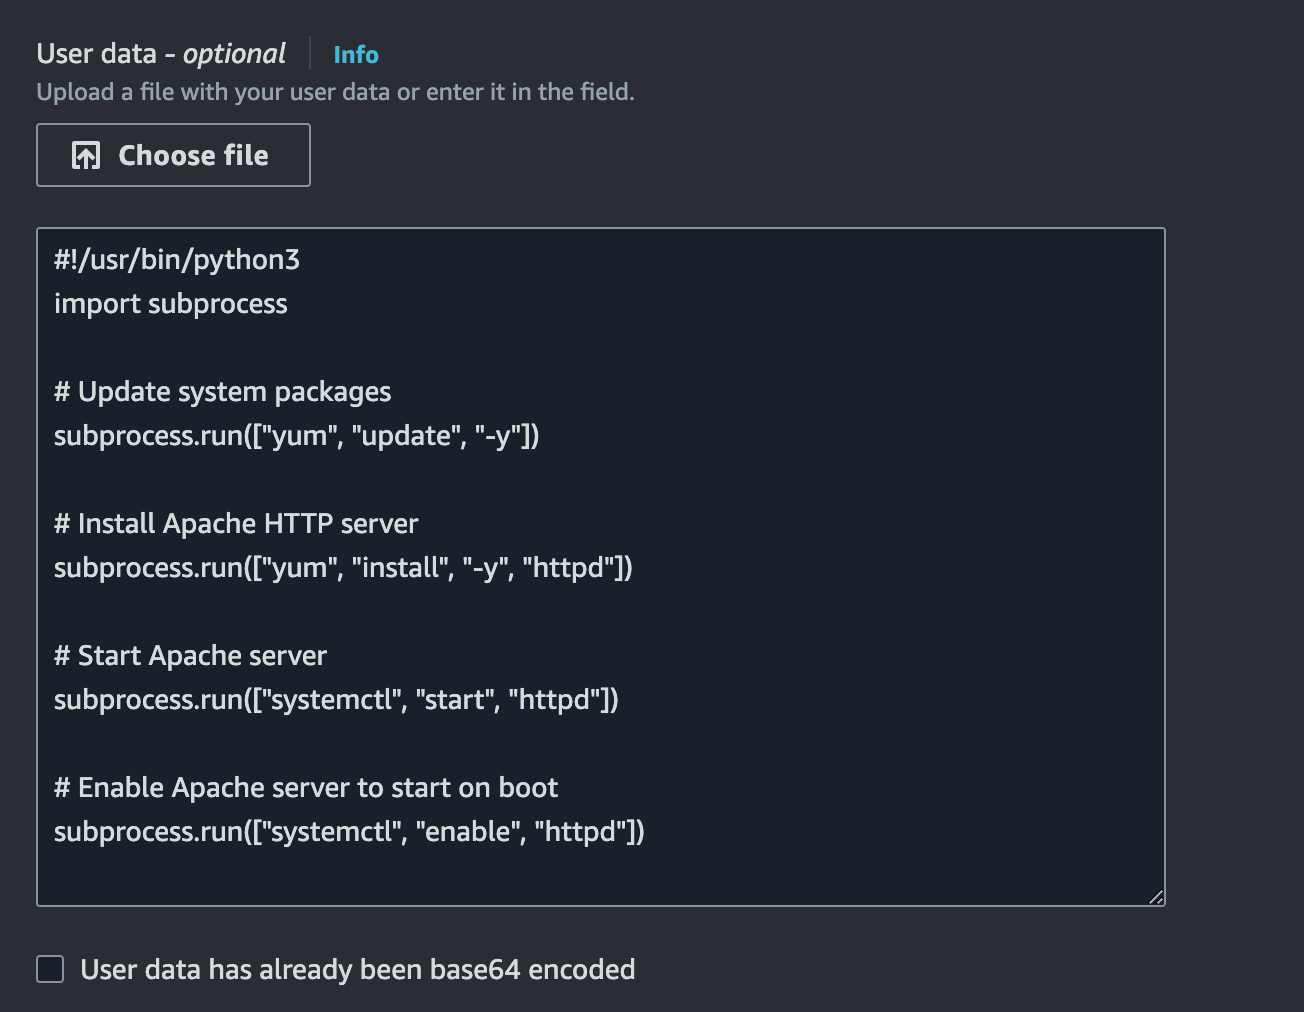 User data - optional
Info
Upload a file with your user data or enter it in the field.
Choose file
#!/usr/bin/python3
import subprocess
# Update system packages
subprocess.run(["yum", "update", "-y"])
# Install Apache HTTP server
subprocess.run(["yum", "install", "-y", "httpd"])
# Start Apache server
subprocess.run(["systemctl", "start", "httpd"])
# Enable Apache server to start on boot
subprocess.run(["systemctl", "enable", "httpd"])
User data has already been base64 encoded